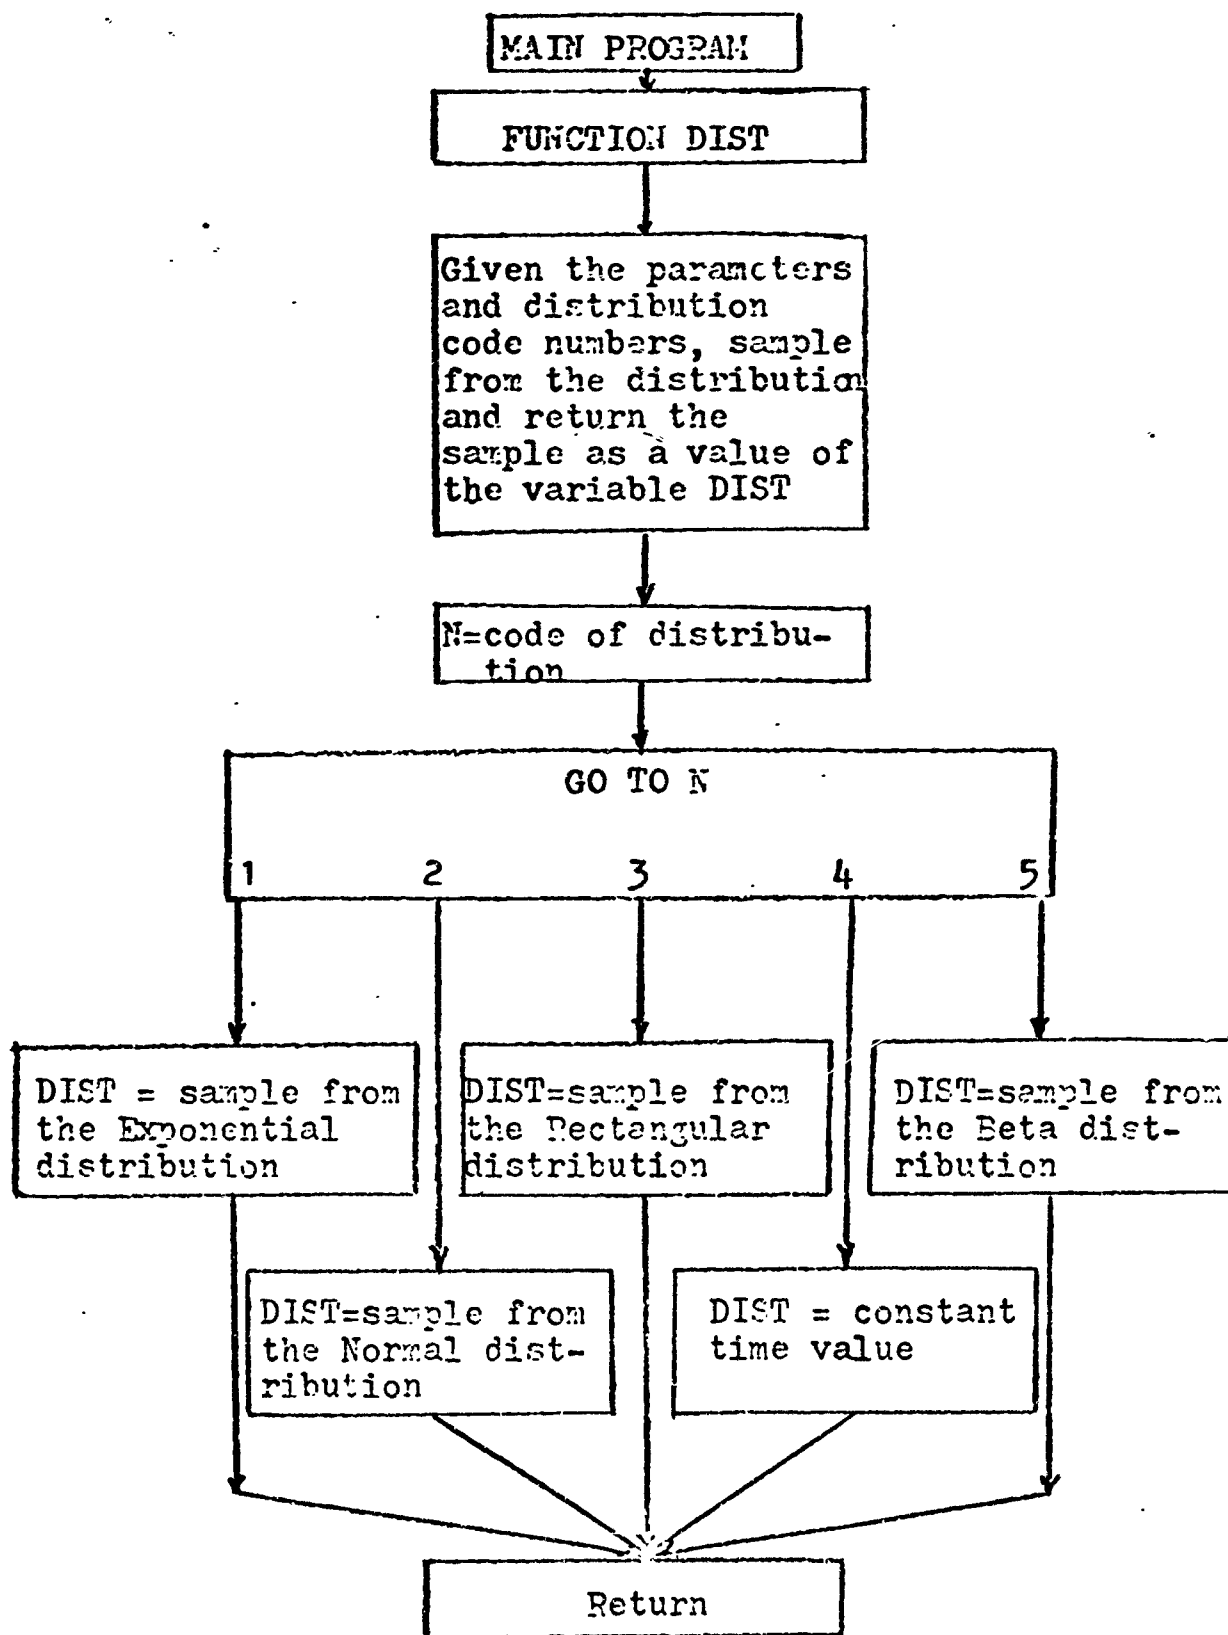 MAIN PROGRAM
FUNCTION DIST
Given the parameters
and distribution
code numbers, sample
from the distribution
and return the
sample as a value of
the variable DIST
N=code of distribu-
tion
GO TO N
1 2 3 4 5
DIST = sample from
the Exponential
distribution
DIST=sample from
the Rectangular
distribution
DIST=sample from
the Beta dist-
ribution
DIST=sample from
the Normal dist-
ribution
DIST = constant
time value
Return